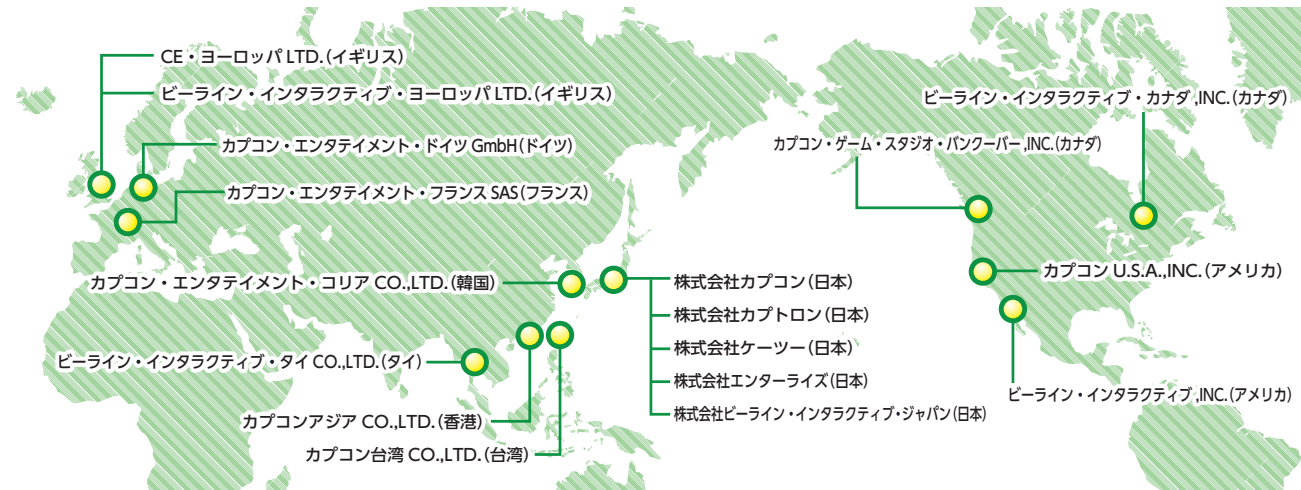 CE・ヨーロッパ LTD.(イギリス)
ビーライン・インタラクティブ・ヨーロッパ LTD.(イギリス)
カプコン・エンタテイメント・ドイツ GmbH(ドイツ)
カプコン・エンタテイメント・フランス SAS(フランス)
カプコン・エンタテイメント・コリア CO.,LTD.(韓国)
ビーライン・インタラクティブ・タイ CO.,LTD.(タイ)
カプコンアジア CO.,LTD.(香港)
カプコン台湾 CO.,LTD.(台湾)
株式会社カプコン(日本)
株式会社カプトロン(日本)
株式会社ケーツー(日本)
株式会社エンターライズ(日本)
株式会社ビーライン・インタラクティブ・ジャパン(日本)
ビーライン・インタラクティブ・カナダ,INC.(カナダ)
カプコン・ゲーム・スタジオ・バンクーバー,INC.(カナダ)
カプコン U.S.A.,INC.(アメリカ)
ビーライン・インタラクティブ,INC.(アメリカ)